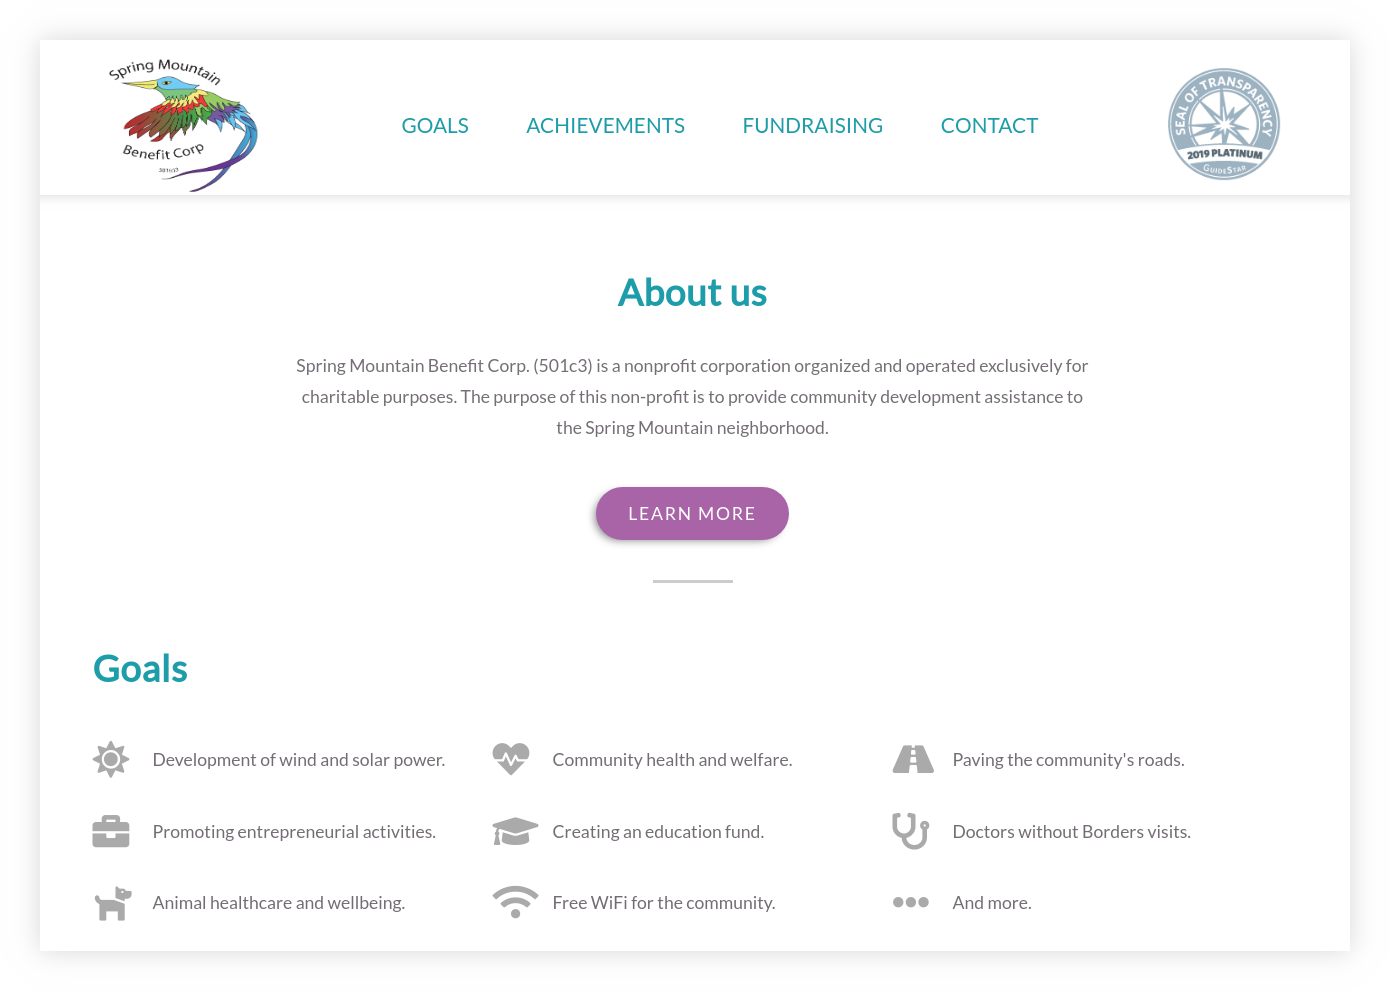 Spring Mountain
Benefit Corp
501(c)3
GOALS ACHIEVEMENTS FUNDRAISING CONTACT
SEAL OF TRANSPARENCY
2019 PLATINUM
GUIDESTAR
About us
Spring Mountain Benefit Corp. (501c3) is a nonprofit corporation organized and operated exclusively for
charitable purposes. The purpose of this non-profit is to provide community development assistance to
the Spring Mountain neighborhood.
LEARN MORE
Goals
Development of wind and solar power.
Community health and welfare.
Paving the community's roads.
Promoting entrepreneurial activities.
Creating an education fund.
Doctors without Borders visits.
Animal healthcare and wellbeing.
Free WiFi for the community.
And more.